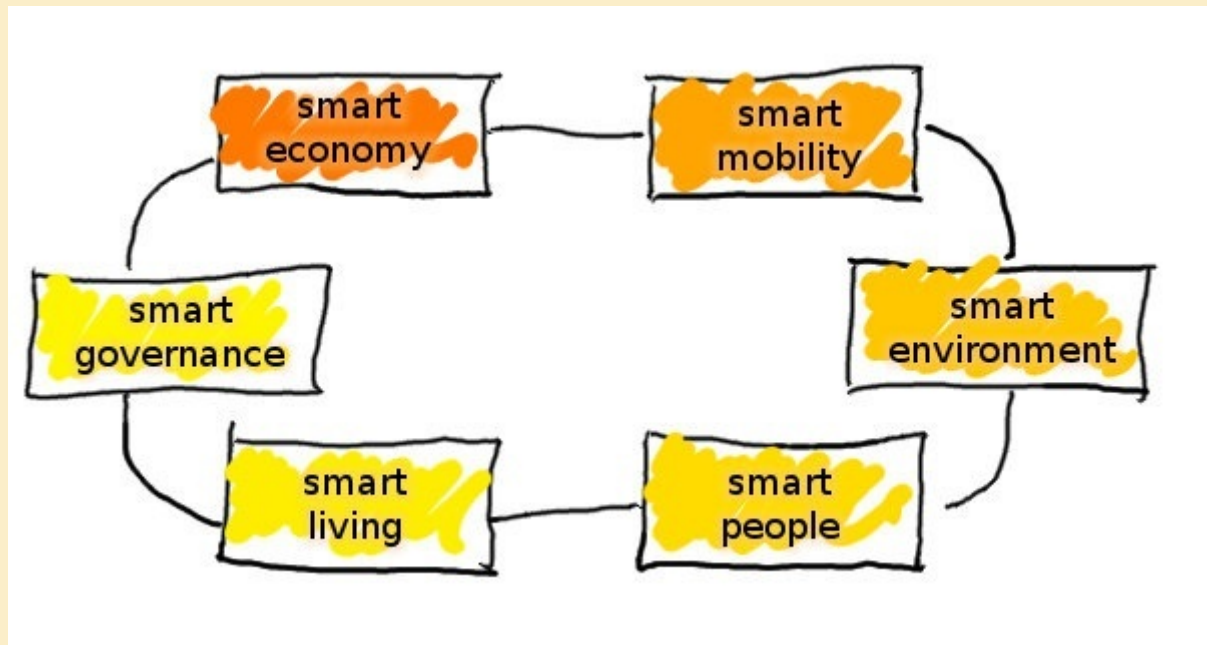 smart
economy
smart
mobility
smart
governance
smart
environment
smart
living
smart
people